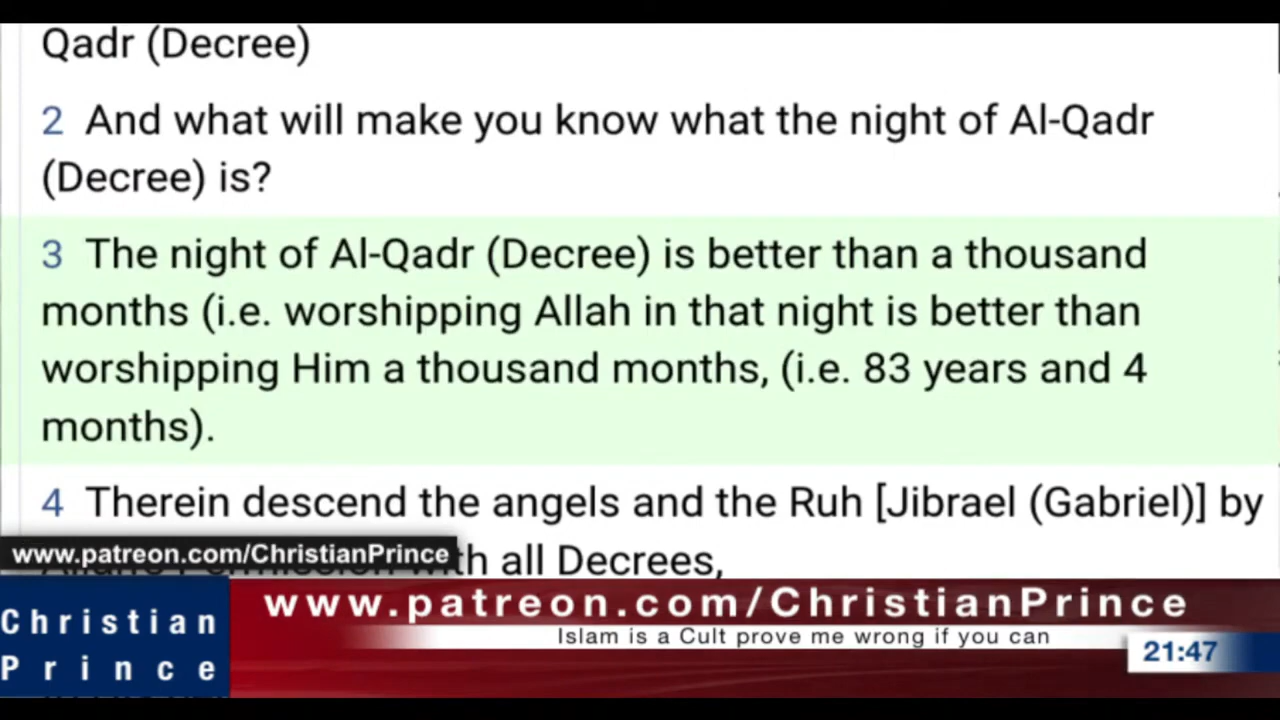 Qadr (Decree)
2 And what will make you know what the night of Al-Qadr
(Decree) is?
3 The night of Al-Qadr (Decree) is better than a thousand
months (i.e. worshipping Allah in that night is better than
worshipping Him a thousand months, (i.e. 83 years and 4
months).
4 Therein descend the angels and the Ruh [Jibrael (Gabriel)] by
www.patreon.com/ChristianPrince
th all Decrees,
Christian
Prince
www.patreon.com/ChristianPrince
Islam is a Cult prove me wrong if you can
21:47